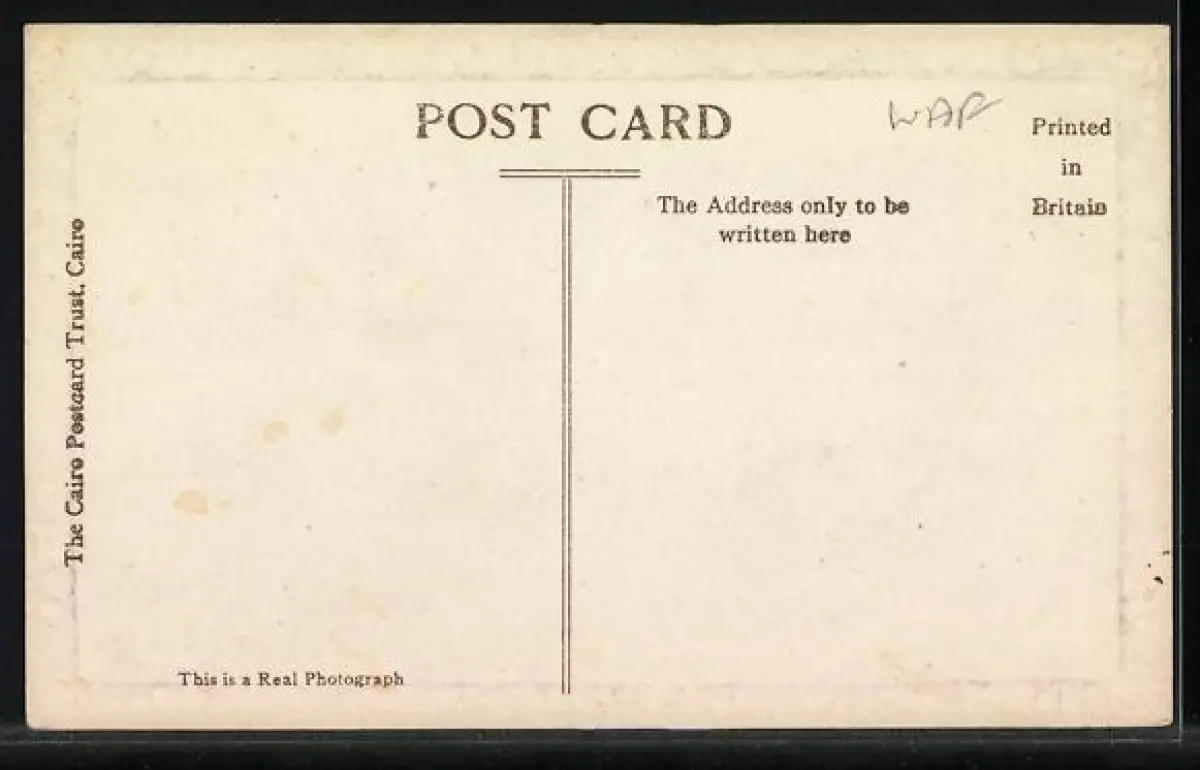 POST CARD
WAP
Printed
in
Britain
The Address only to be
written here
The Cairo Postcard Trust, Cairo
This is a Real Photograph